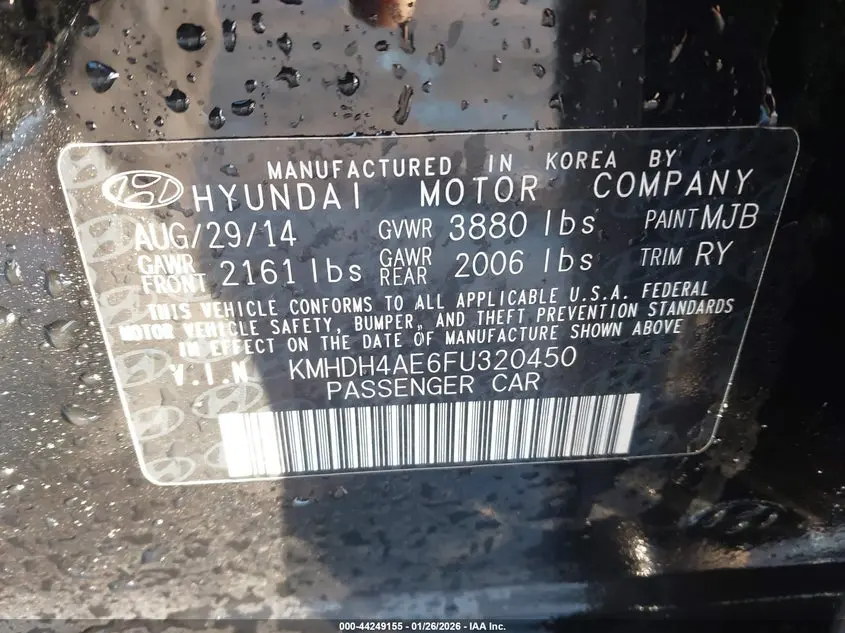 MANUFACTURED IN KOREA BY
HYUNDAI MOTOR COMPANY
AUG/29/14 GVWR 3880 lbs PAINT MJB
GAWR FRONT 2161 lbs GAWR REAR 2006 lbs TRIM RY
THIS VEHICLE CONFORMS TO ALL APPLICABLE U.S.A. FEDERAL
MOTOR VEHICLE SAFETY, BUMPER, AND THEFT PREVENTION STANDARDS
IN EFFECT ON THE DATE OF MANUFACTURE SHOWN ABOVE
V.I.N KMHDH4AE6FU320450
PASSENGER CAR
000-44249155 - 01/26/2026 - IAA Inc.